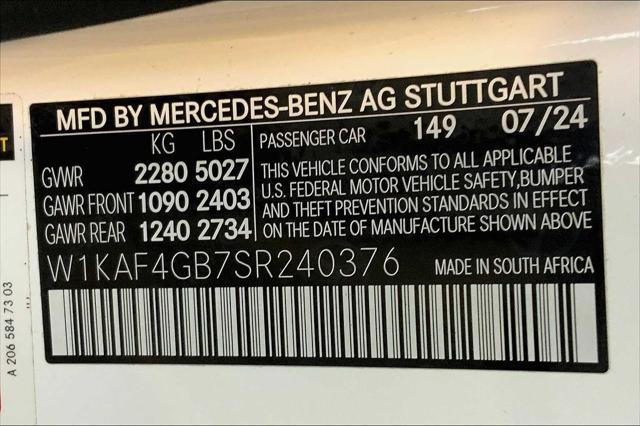 MFD BY MERCEDES-BENZ AG STUTTGART
KG LBS
GVWR 2280 5027
GAWR FRONT 1090 2403
GAWR REAR 1240 2734
PASSENGER CAR 149 07/24
THIS VEHICLE CONFORMS TO ALL APPLICABLE
U.S. FEDERAL MOTOR VEHICLE SAFETY,BUMPER
AND THEFT PREVENTION STANDARDS IN EFFECT
ON THE DATE OF MANUFACTURE SHOWN ABOVE
W1KAF4GB7SR240376 MADE IN SOUTH AFRICA
A 206 584 73 03
T